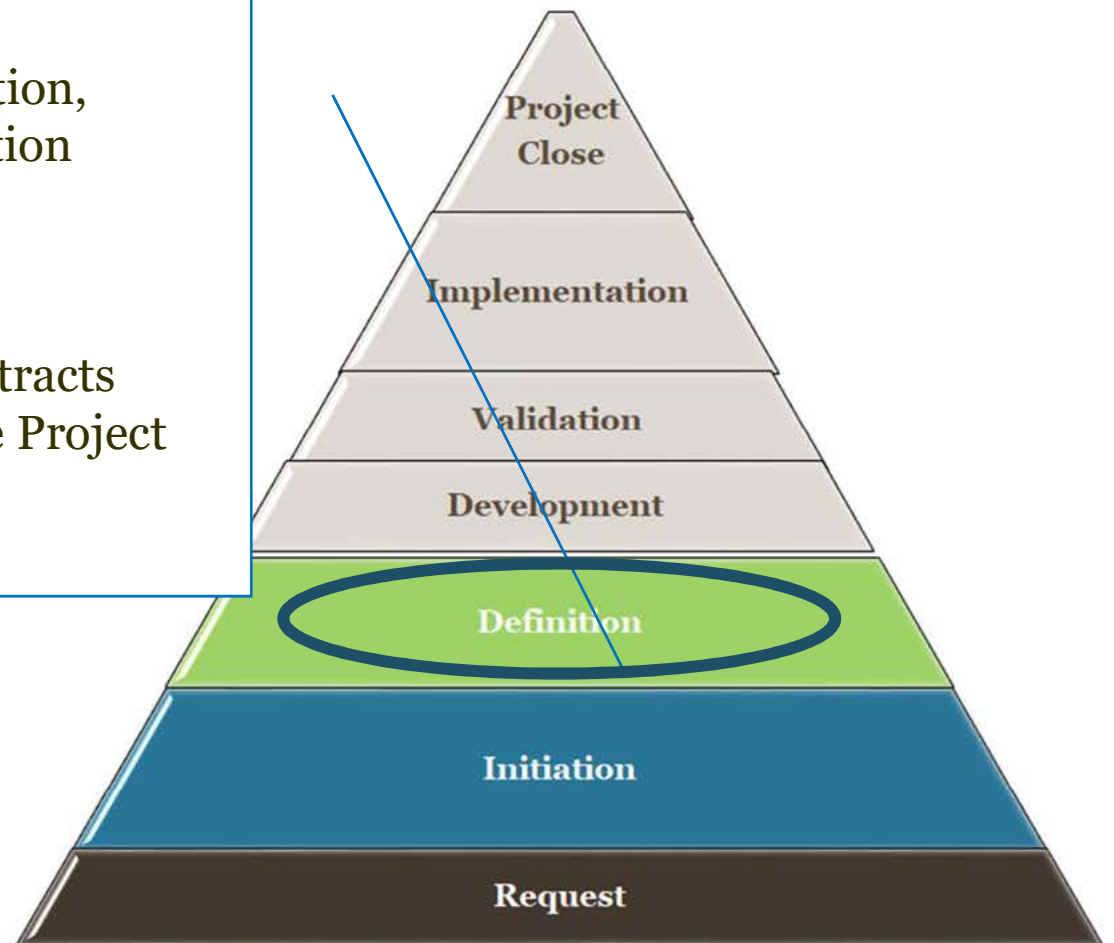 tion,
tion
tracts
e Project
Project
Close
Implementation
Validation
Development
Definition
Initiation
Request